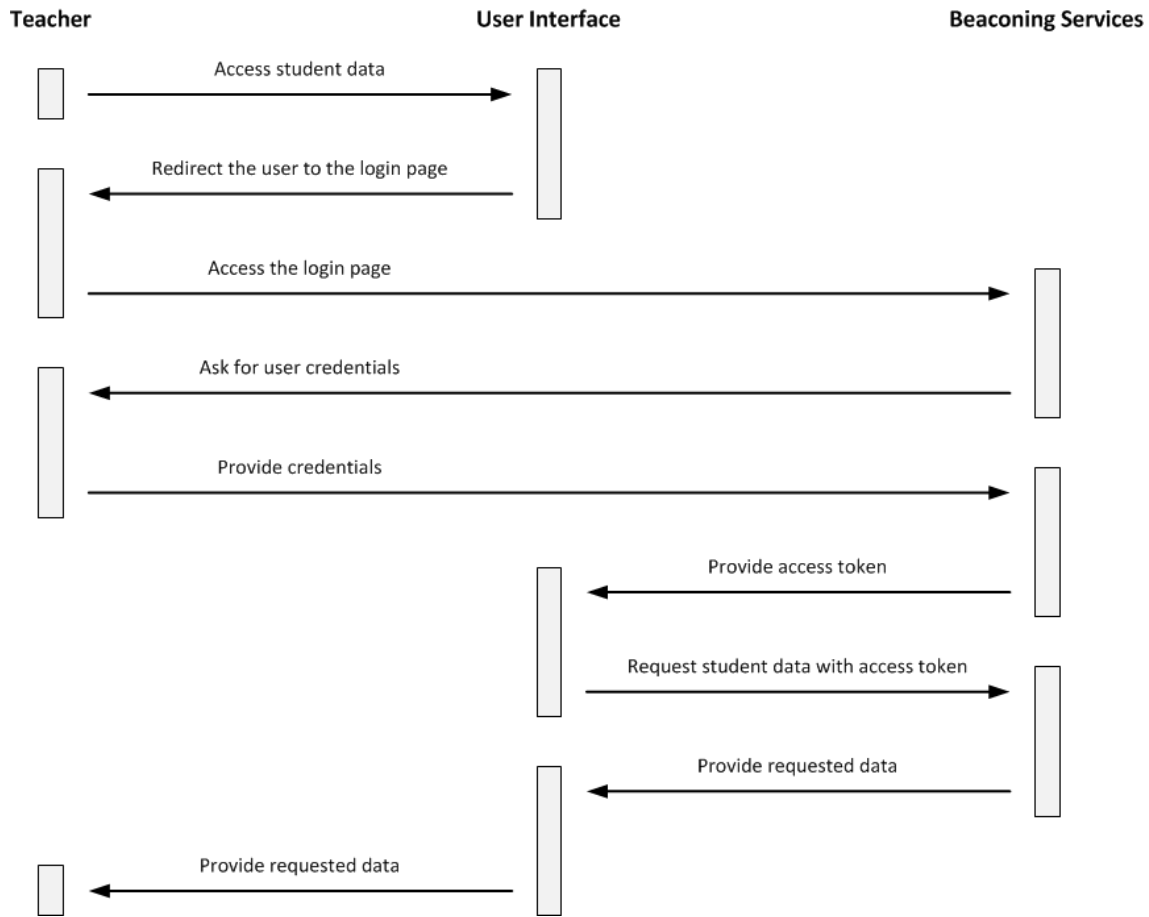 Teacher
User Interface
Beaconing Services
Access student data
Redirect the user to the login page
Access the login page
Ask for user credentials
Provide credentials
Provide access token
Request student data with access token
Provide requested data
Provide requested data